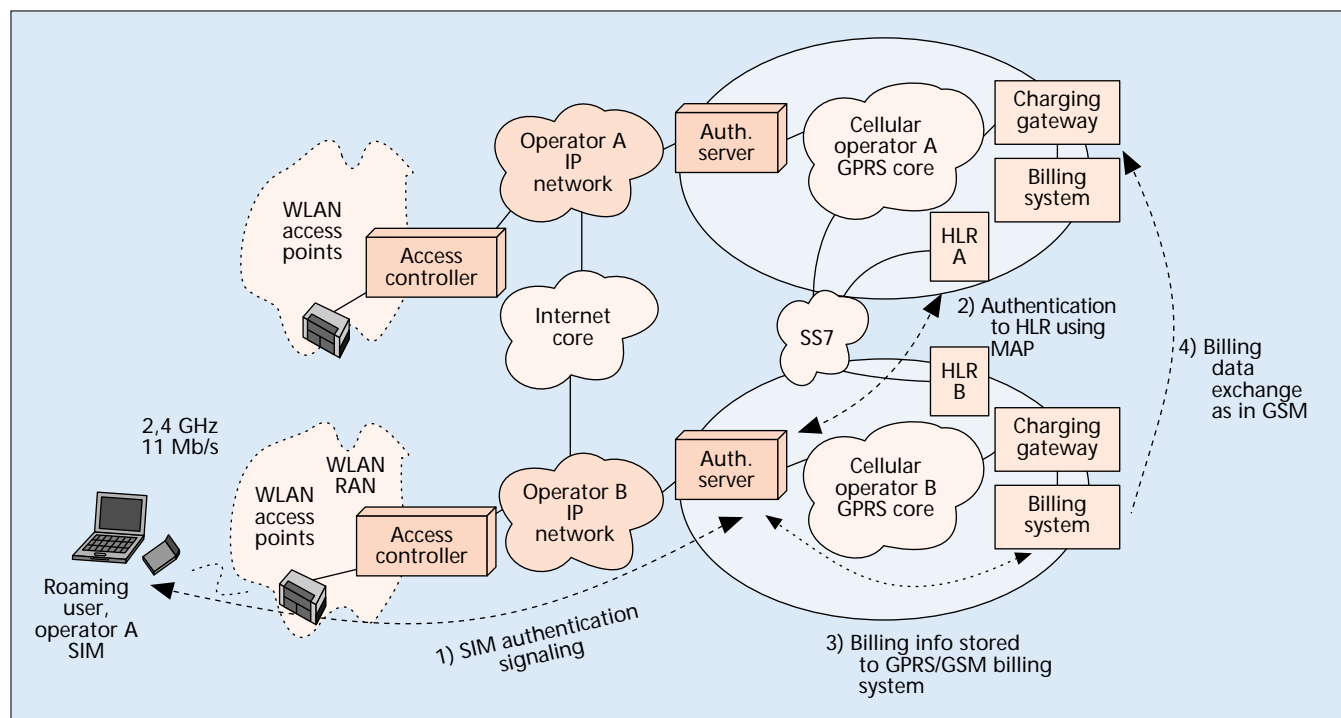 Operator A
IP
network
Auth.
server
Cellular
operator A
GPRS core
Charging
gateway
Billing
system
WLAN
access
points
Access
controller
HLR
A
Internet
core
SS7
2) Authentication
to HLR using
MAP
4) Billing
data
exchange
as in GSM
HLR
B
2,4 GHz
11 Mb/s
WLAN
RAN
WLAN
access
points
Access
controller
Operator B
IP
network
Auth.
server
Cellular
operator B
GPRS core
Charging
gateway
Billing
system
Roaming
user,
operator A
SIM
1) SIM authentication
signaling
3) Billing info stored
to GPRS/GSM billing
system